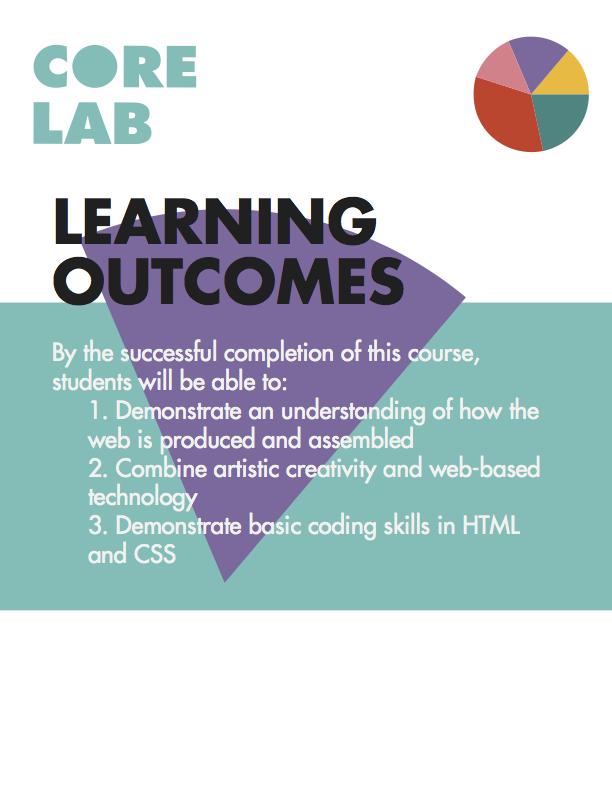 CORE
LAB
LEARNING
OUTCOMES
By the successful completion of this course,
students will be able to:
1. Demonstrate an understanding of how the
web is produced and assembled
2. Combine artistic creativity and web-based
technology
3. Demonstrate basic coding skills in HTML
and CSS